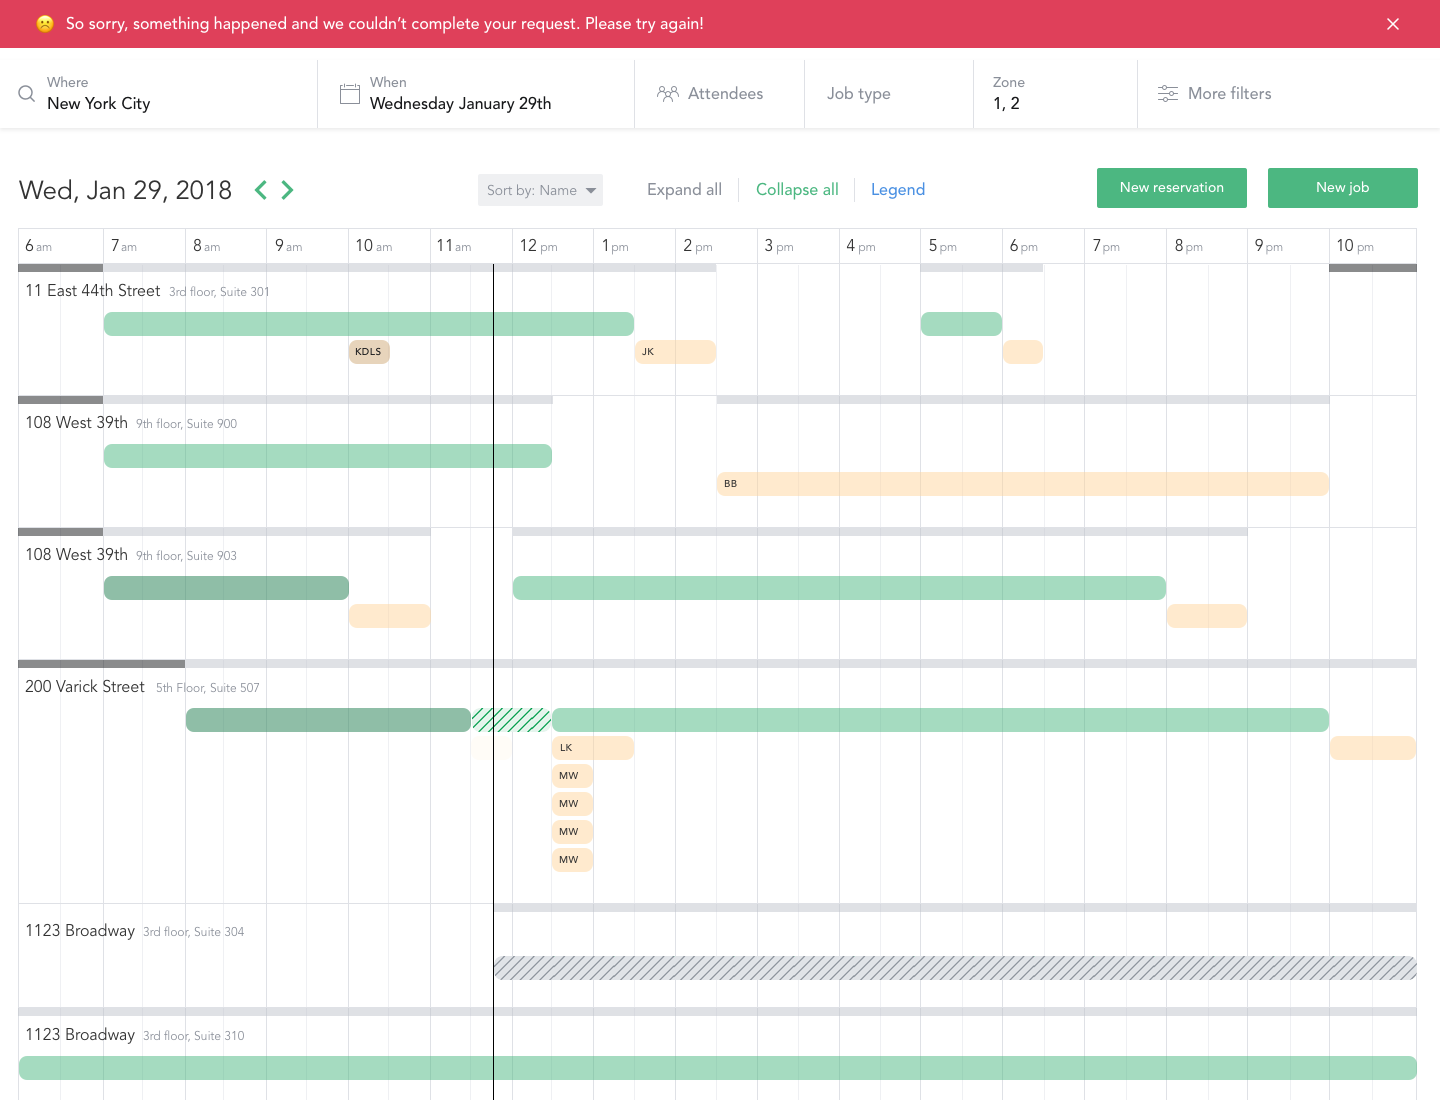 So sorry, something happened and we couldn’t complete your request. Please try again!
Where
New York City
When
Wednesday January 29th
Attendees
Job type
Zone
1, 2
More filters
Wed, Jan 29, 2018
Sort by: Name
Expand all
Collapse all
Legend
New reservation
New job
6 am 7 am 8 am 9 am 10 am 11 am 12 pm 1 pm 2 pm 3 pm 4 pm 5 pm 6 pm 7 pm 8 pm 9 pm 10 pm
11 East 44th Street 3rd floor, Suite 301
KDLS JK
108 West 39th 9th floor, Suite 900
BB
108 West 39th 9th floor, Suite 903
200 Varick Street 5th Floor, Suite 507
LK
MW
MW
MW
MW
1123 Broadway 3rd floor, Suite 304
1123 Broadway 3rd floor, Suite 310